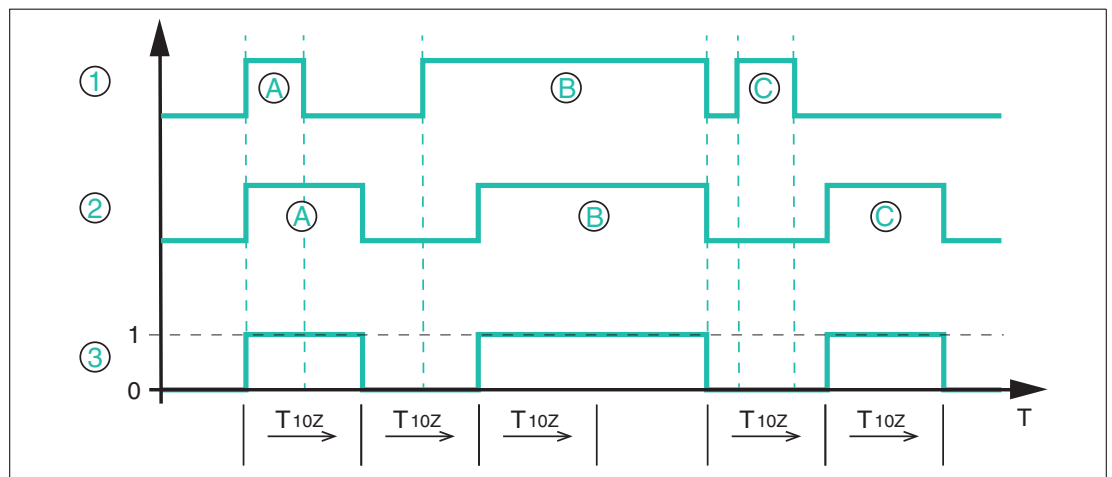 ① Ⓐ Ⓑ Ⓒ
② Ⓐ Ⓑ Ⓒ
1
③
0
T10Z T10Z T10Z T10Z T10Z T